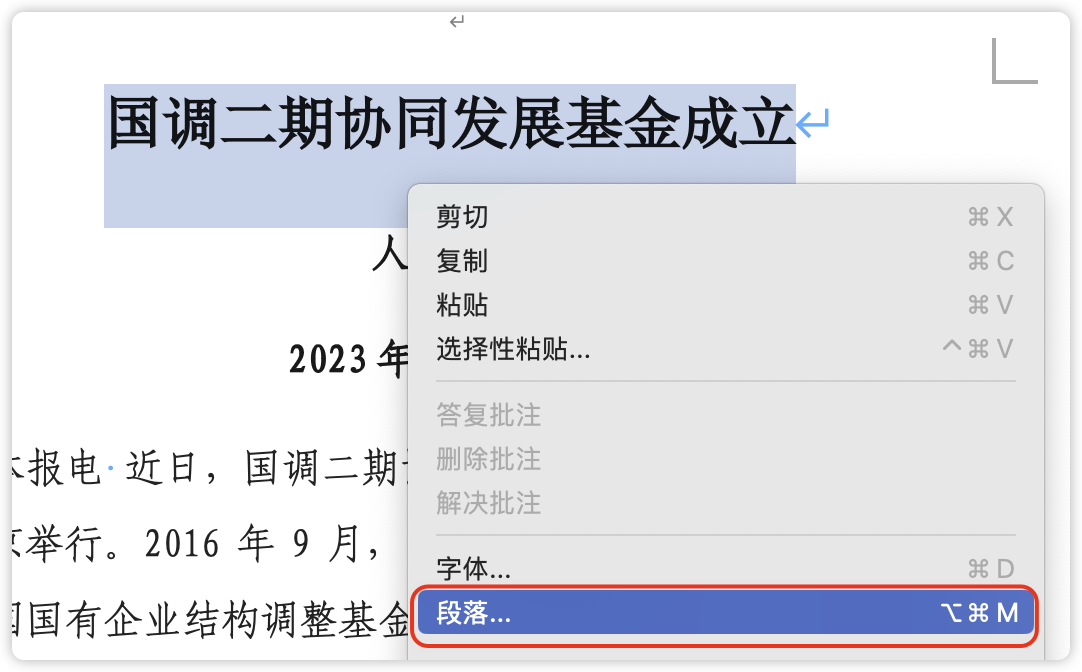 国调二期协同发展基金成立
人
2023 年
本报电 近日，国调二期
京举行。2016 年 9 月，
国国有企业结构调整基金
剪切 ⌘ X
复制 ⌘ C
粘贴 ⌘ V
选择性粘贴... ^ ⌘ V
答复批注
删除批注
解决批注
字体... ⌘ D
段落... ⌥ ⌘ M